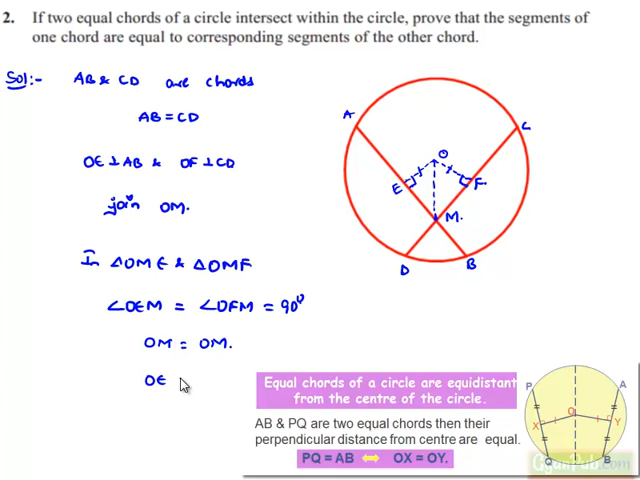 2. If two equal chords of a circle intersect within the circle, prove that the segments of
one chord are equal to corresponding segments of the other chord.
Sol:- AB & CD are chords
AB = CD
OE ⊥ AB & OF ⊥ CD
join OM.
In △OME & △OMF
∠OEM = ∠OFM = 90°
OM = OM.
OE
A
C
O
E
F
M.
D
B
Equal chords of a circle are equidistant
from the centre of the circle.
AB & PQ are two equal chords then their
perpendicular distance from centre are equal.
PQ = AB ⟺ OX = OY.
P
A
O
X
Y
Q
B